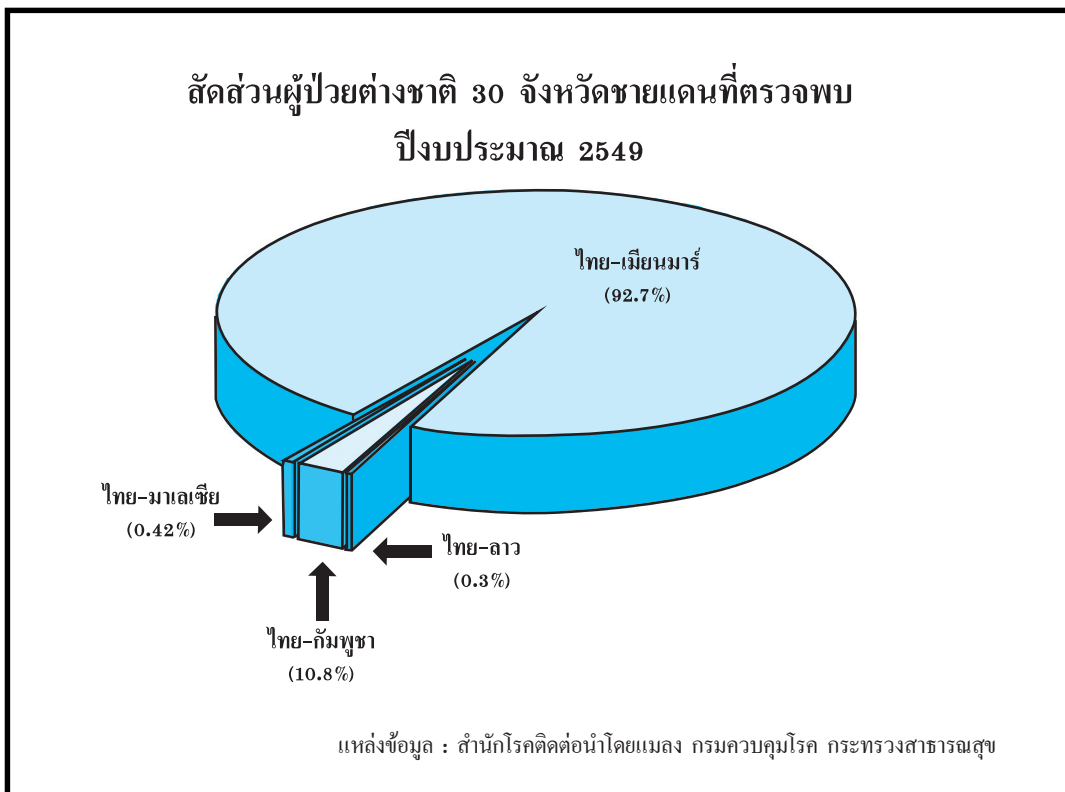 สัดส่วนผู้ป่วยต่างชาติ 30 จังหวัดชายแดนที่ตรวจพบ
ปีงบประมาณ 2549
ไทย-เมียนมาร์
(92.7%)
ไทย-มาเลเซีย
(0.42%)
ไทย-ลาว
(0.3%)
ไทย-กัมพูชา
(10.8%)
แหล่งข้อมูล : สำนักโรคติดต่อนำโดยแมลง กรมควบคุมโรค กระทรวงสาธารณสุข